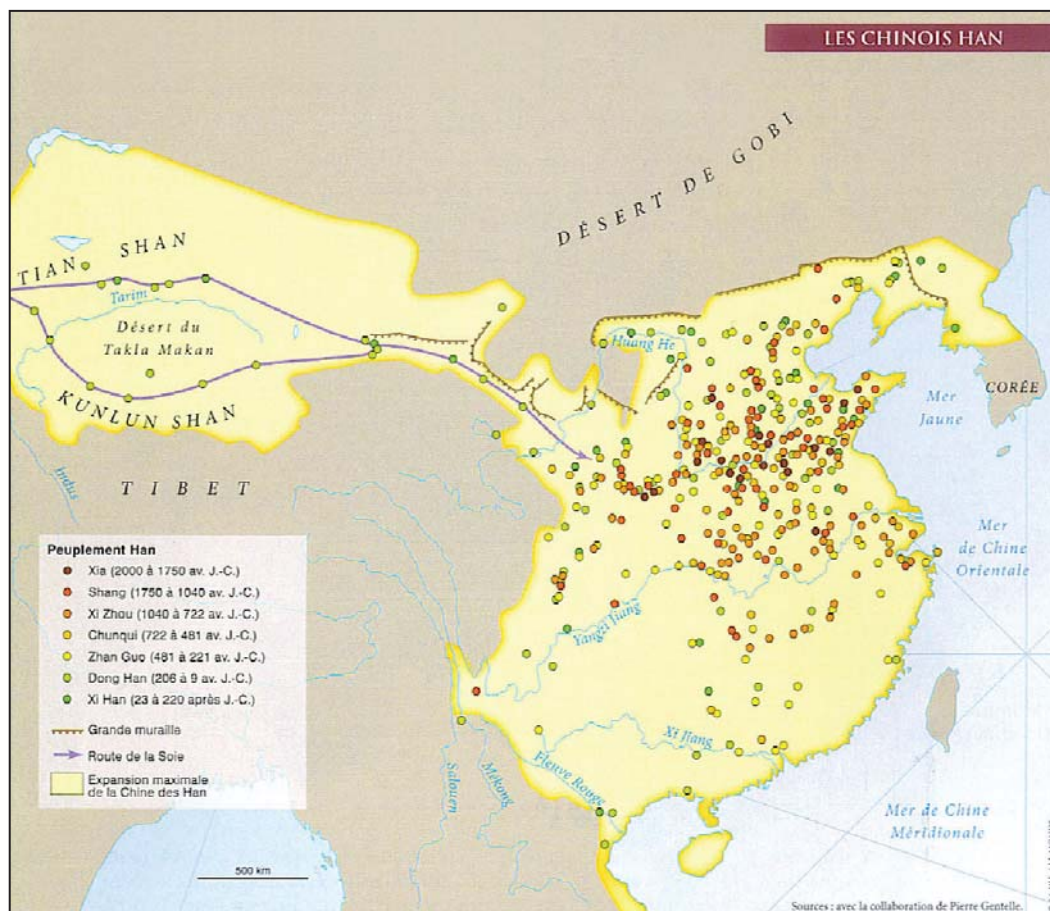 LES CHINOIS HAN
DÉSERT DE GOBI
TIAN SHAN
Tarim
Désert du
Takla Makan
KUNLUN SHAN
Huang He
CORÉE
Mer
Jaune
Indus
TIBET
Mer
de Chine
Orientale
Peuplement Han
Xia (2000 à 1750 av. J.-C.)
Shang (1750 à 1040 av. J.-C.)
Xi Zhou (1040 à 722 av. J.-C.)
Chunqui (722 à 481 av. J.-C.)
Zhan Guo (481 à 221 av. J.-C.)
Dong Han (206 à 9 av. J.-C.)
Xi Han (23 à 220 après J.-C.)
Grande muraille
Route de la Soie
Expansion maximale
de la Chine des Han
Yangzi Jiang
Xi Jiang
Fleuve Rouge
Salouen
Mékong
Mer de Chine
Méridionale
500 km
Sources : avec la collaboration de Pierre Gentelle.